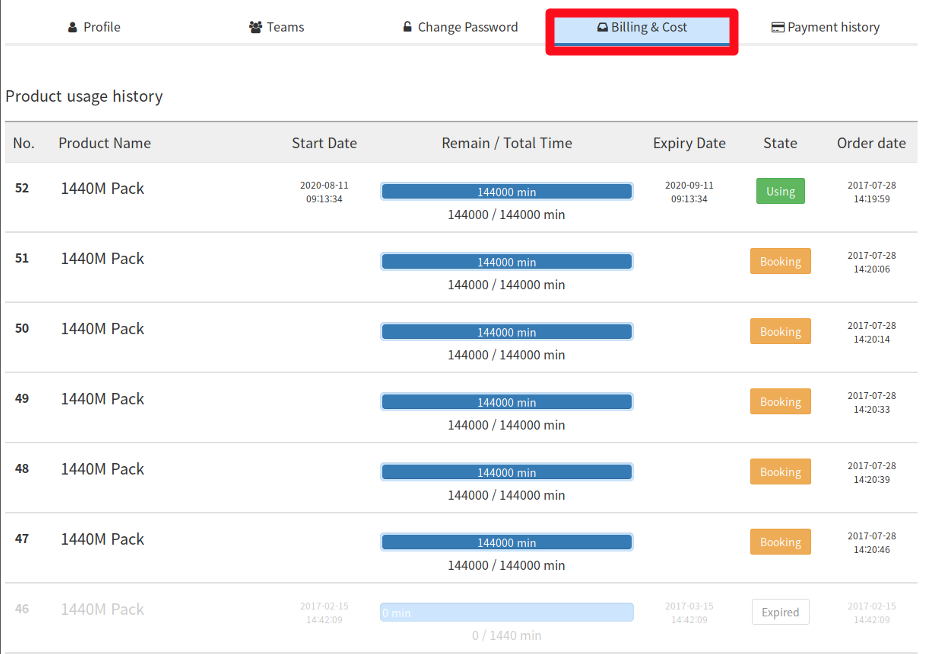 Profile Teams Change Password Billing & Cost Payment history
Product usage history
No. Product Name Start Date Remain / Total Time Expiry Date State Order date
52 1440M Pack 2020-08-11 09:13:34 144000 min 2020-09-11 09:13:34 Using 2017-07-28 14:19:59
144000 / 144000 min
51 1440M Pack 144000 min Booking 2017-07-28 14:20:06
144000 / 144000 min
50 1440M Pack 144000 min Booking 2017-07-28 14:20:14
144000 / 144000 min
49 1440M Pack 144000 min Booking 2017-07-28 14:20:33
144000 / 144000 min
48 1440M Pack 144000 min Booking 2017-07-28 14:20:39
144000 / 144000 min
47 1440M Pack 144000 min Booking 2017-07-28 14:20:46
144000 / 144000 min
46 1440M Pack 2017-02-15 14:42:09 0 min 2017-03-15 14:42:09 Expired 2017-02-15 14:42:09
0 / 1440 min